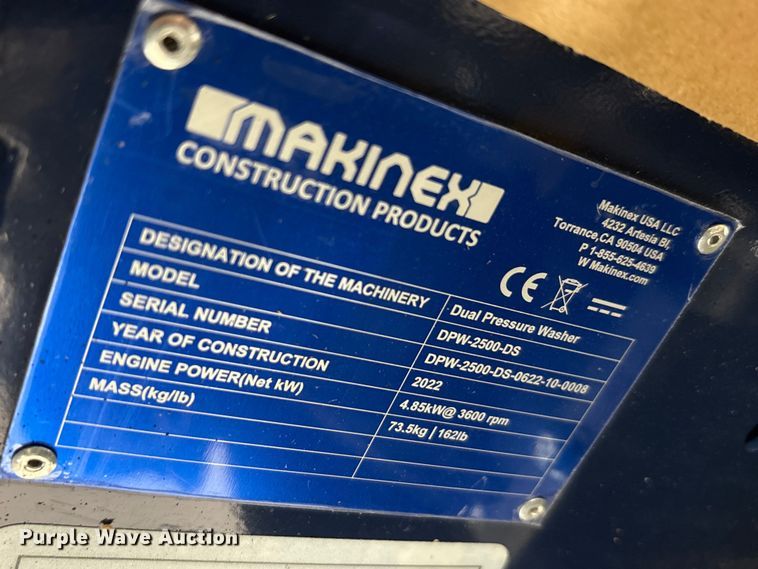 MAKINEX
CONSTRUCTION PRODUCTS
Makinex USA LLC
4232 Artesia Bl,
Torrance,CA 90504 USA
P 1-855-625-4639
W Makinex.com
CE
DESIGNATION OF THE MACHINERY Dual Pressure Washer
MODEL DPW-2500-DS
SERIAL NUMBER DPW-2500-DS-0622-10-0008
YEAR OF CONSTRUCTION 2022
ENGINE POWER(Net kW) 4.85kW@ 3600 rpm
MASS(kg/lb) 73.5kg | 162lb
Purple Wave Auction